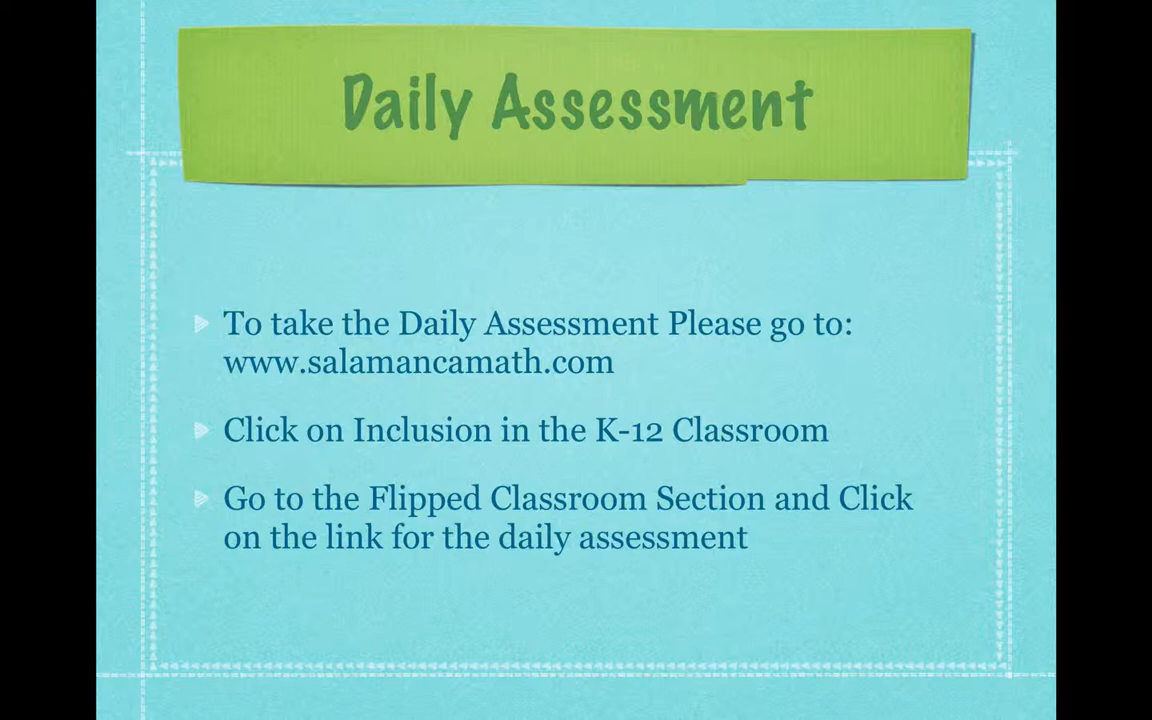 Daily Assessment
To take the Daily Assessment Please go to:
www.salamancamath.com
Click on Inclusion in the K-12 Classroom
Go to the Flipped Classroom Section and Click
on the link for the daily assessment